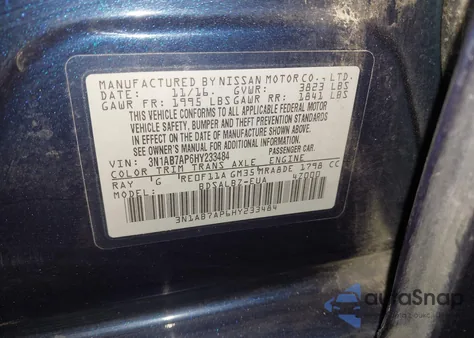 MANUFACTURED BY NISSAN MOTOR CO., LTD.
DATE: 11/16. GVWR: 3823 LBS
GAWR FR: 1995 LBS GAWR RR: 1841 LBS
THIS VEHICLE CONFORMS TO ALL APPLICABLE FEDERAL MOTOR
VEHICLE SAFETY, BUMPER AND THEFT PREVENTION STANDARDS
IN EFFECT ON THE DATE OF MANUFACTURE SHOWN ABOVE.
SEE OWNER'S MANUAL FOR ADDITIONAL INFORMATION.
VIN: 3N1AB7AP6HY233484 PASSENGER CAR.
COLOR TRIM TRANS AXLE ENGINE
RAY G RE0F11A GM35 MRA8DE 1798 CC
MODEL: BDSALB7-EUA 47000
3N1AB7AP6HY233484
autoSnap